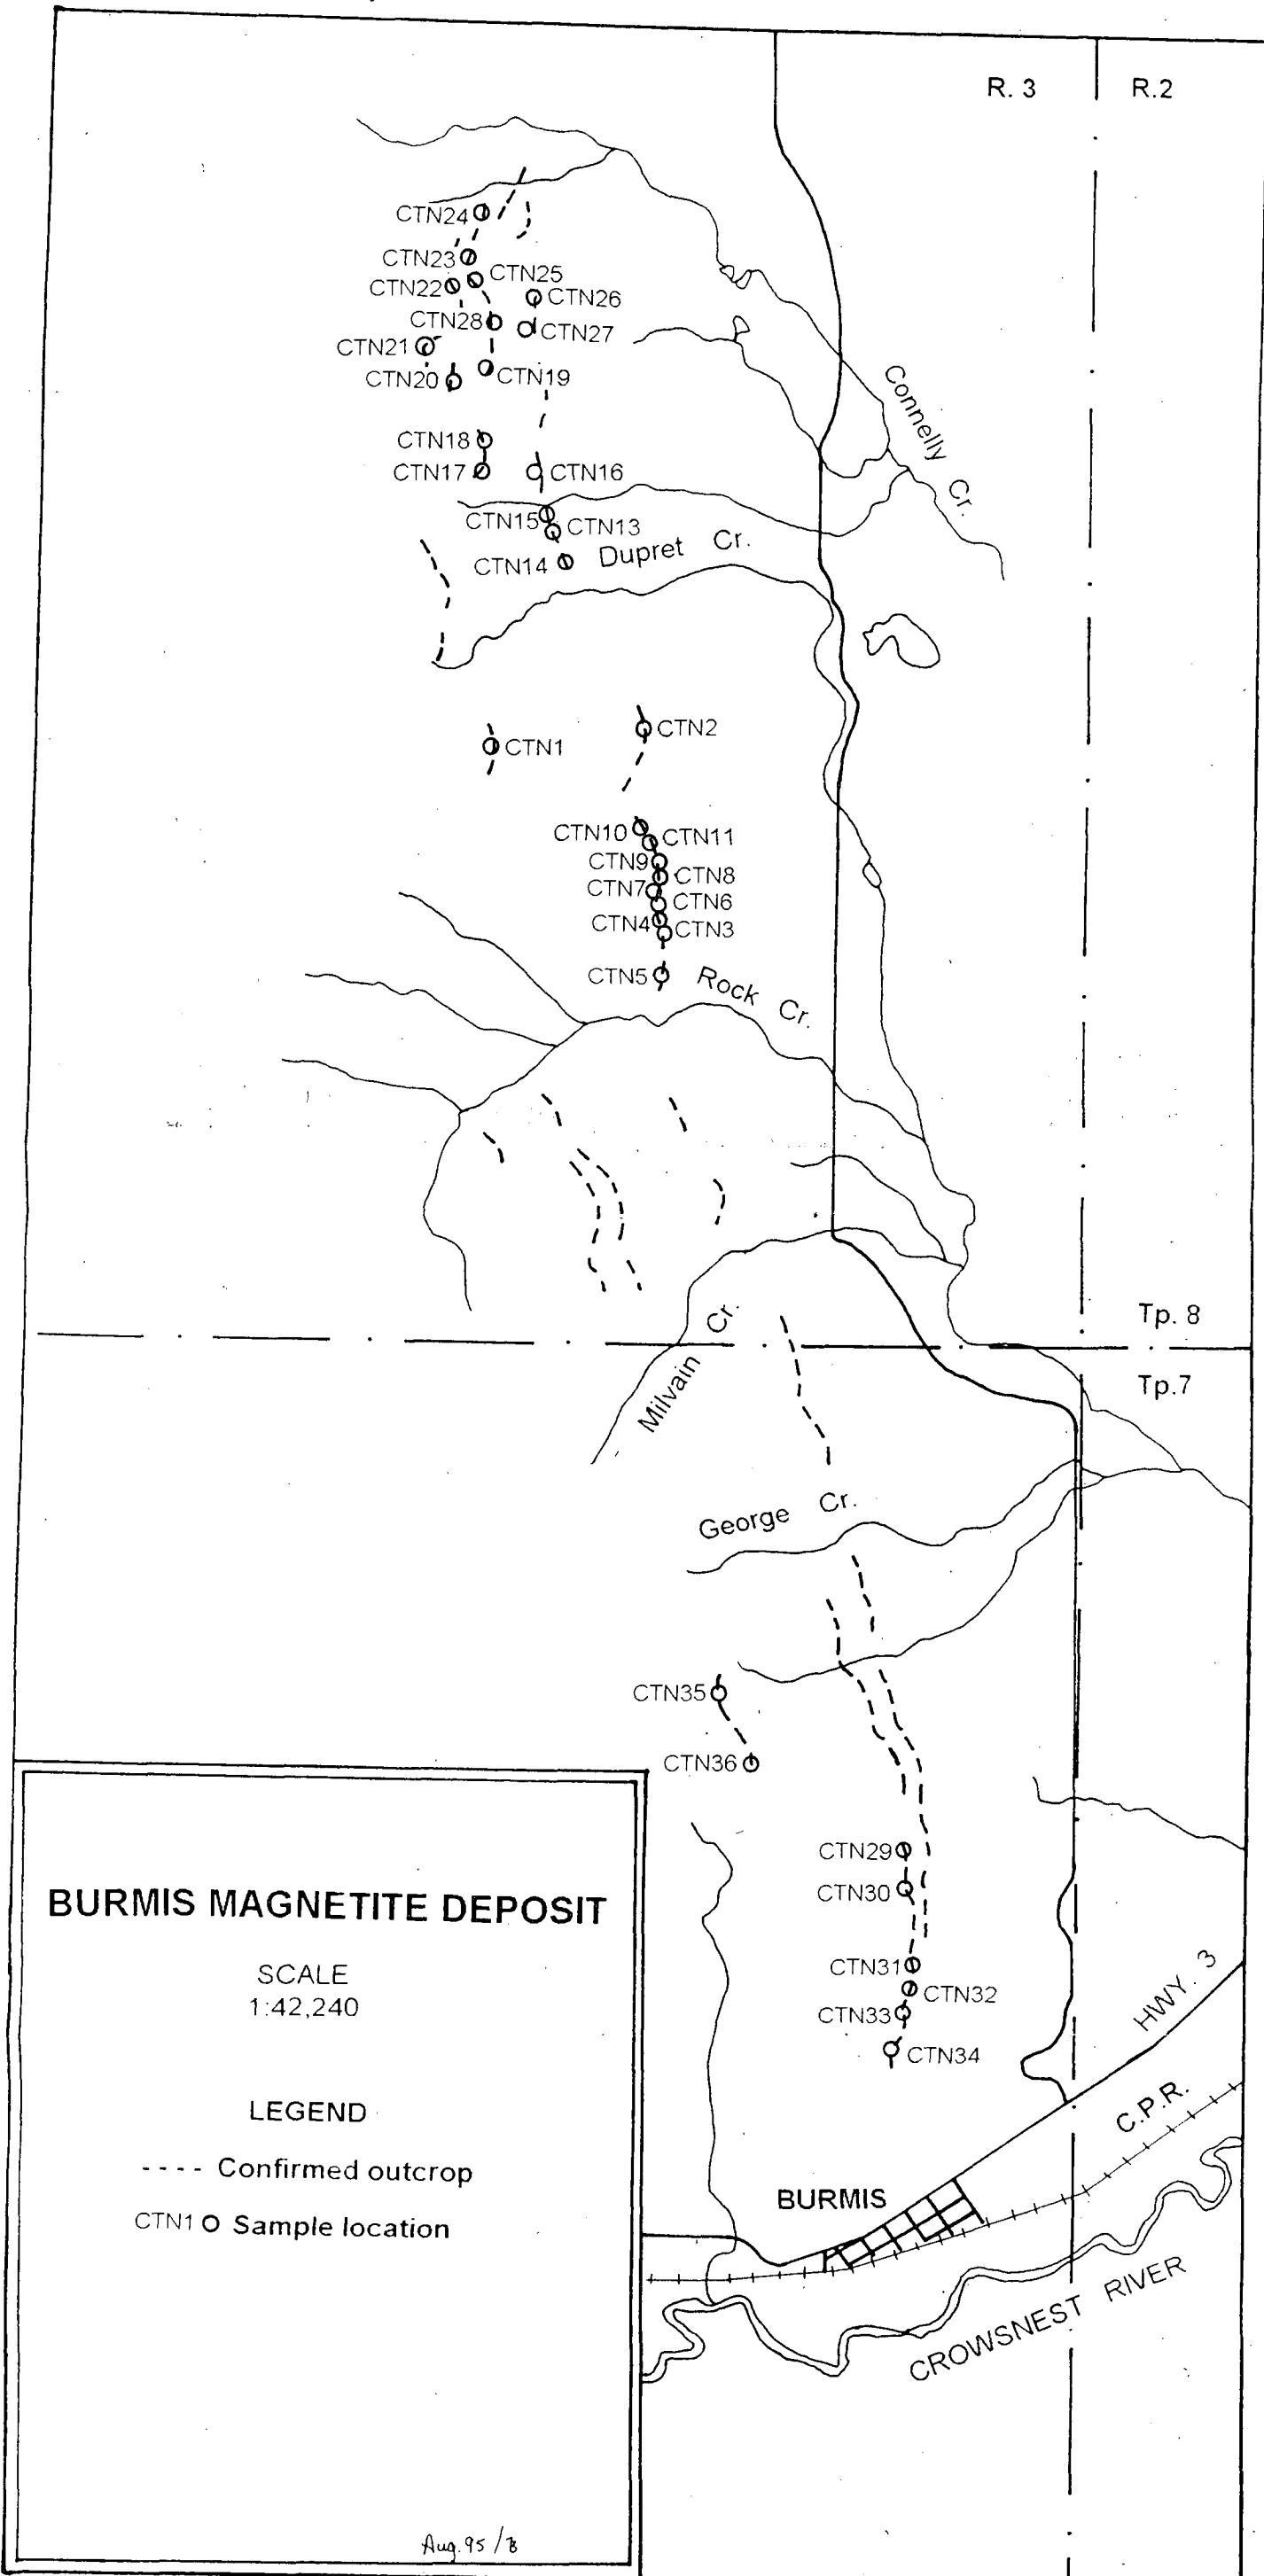 R. 3
R.2
CTN24
CTN23
CTN25
CTN22
CTN26
CTN28
CTN27
CTN21
CTN19
CTN20
Connelly Cr.
CTN18
CTN17
CTN16
CTN15
CTN13
Dupret Cr.
CTN14
CTN2
CTN1
CTN10
CTN11
CTN9
CTN8
CTN7
CTN6
CTN4
CTN3
CTN5
Rock Cr.
Tp. 8
Milvain Cr.
Tp.7
George Cr.
CTN35
CTN36
CTN29
CTN30
CTN31
CTN32
CTN33
CTN34
HWY. 3
C.P.R.
BURMIS
CROWSNEST RIVER
BURMIS MAGNETITE DEPOSIT
SCALE
1:42,240
LEGEND
---- Confirmed outcrop
CTN1 O Sample location
Aug. 95 /